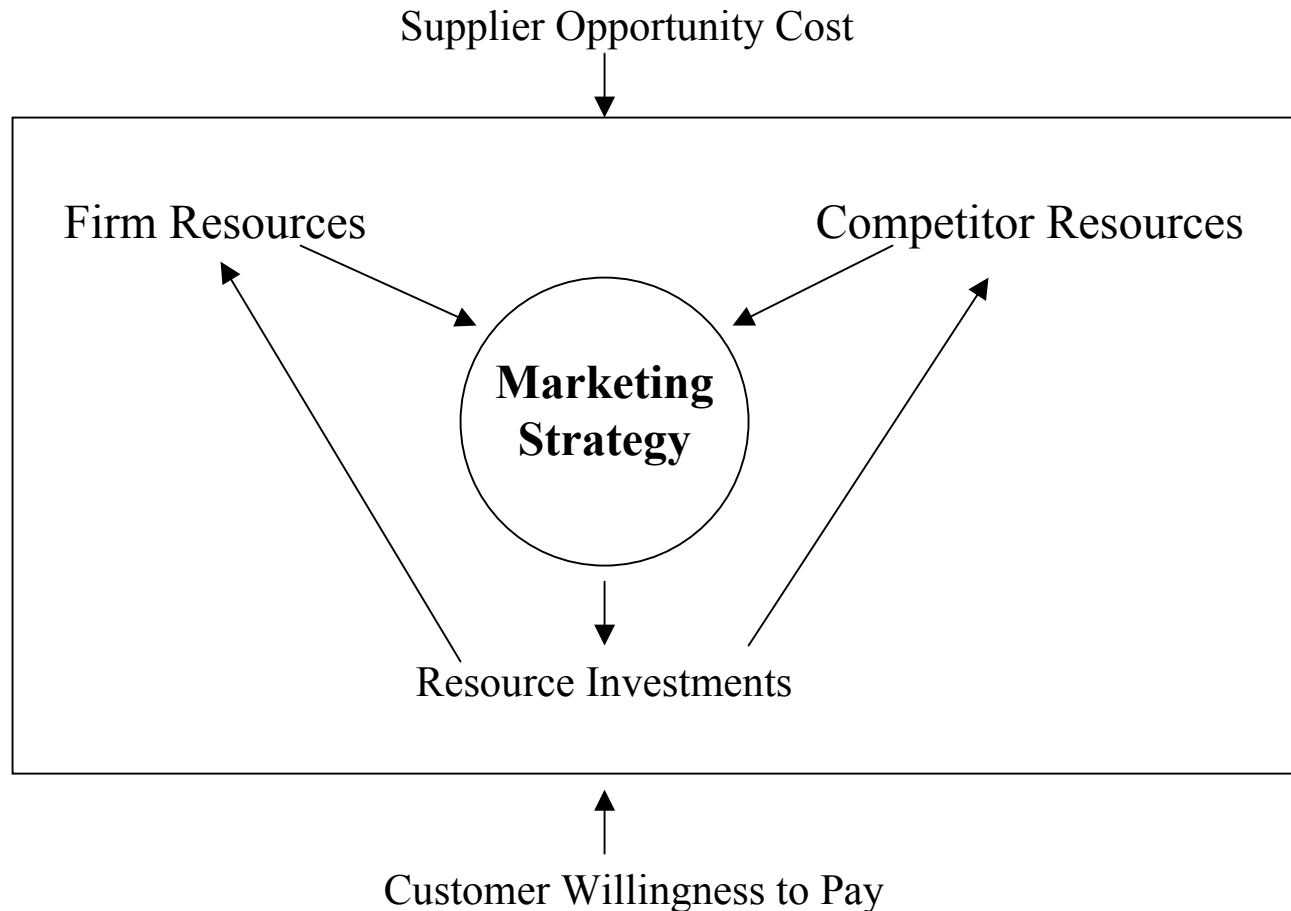 Supplier Opportunity Cost
Firm Resources
Competitor Resources
Marketing
Strategy
Resource Investments
Customer Willingness to Pay